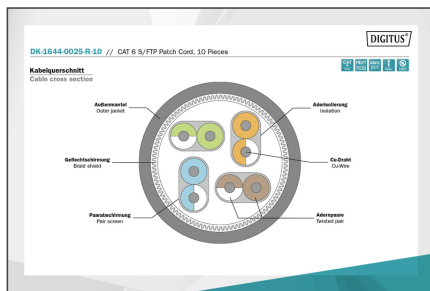 DIGITUS®
DK-1644-0025-R-10 // CAT 6 S/FTP Patch Cord, 10 Pieces
Kabelquerschnitt
Cable cross section
Außenmantel
Outer jacket
Aderisolierung
Isolation
Geflechtschirmung
Braid shield
Cu-Draht
Cu-Wire
Paarabschirmung
Pair screen
Adernpaare
Twisted pair